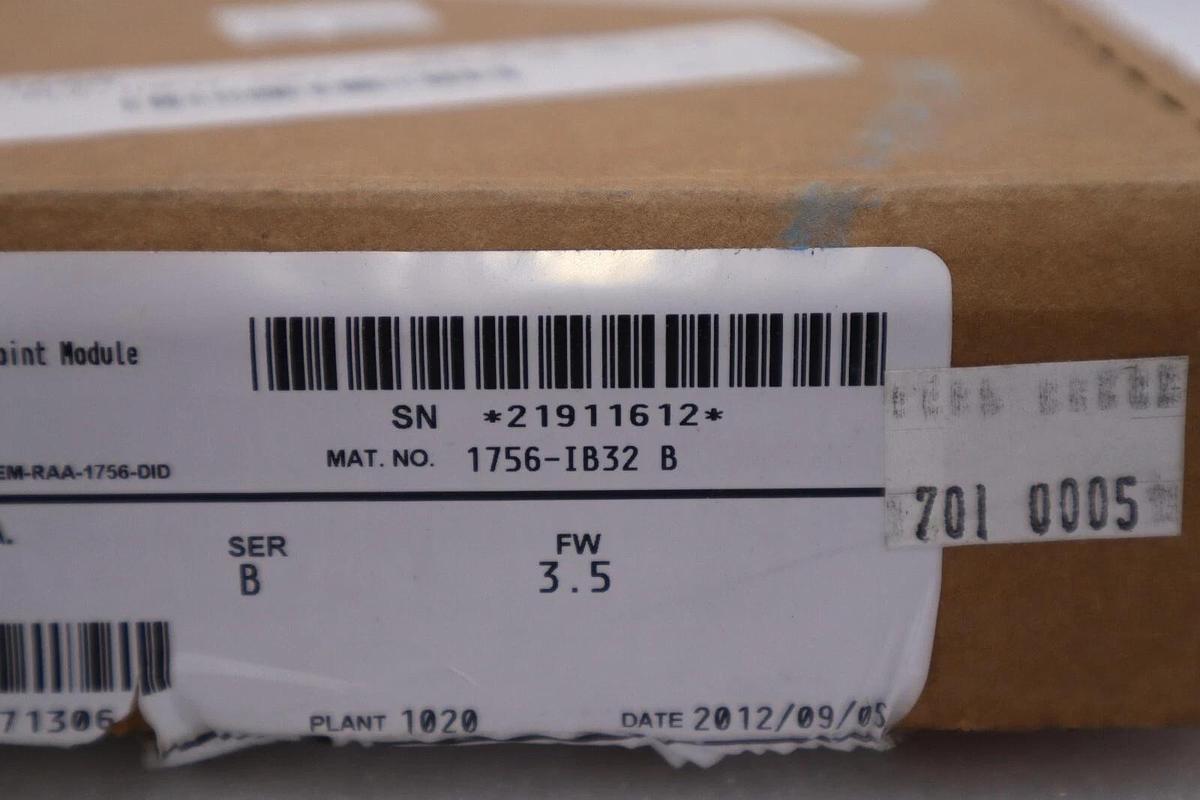 Module
SN *21911612*
MAT. NO. 1756-IB32 B
EM-RAA-1756-DID
701 0005
SER FW
B 3.5
71306
PLANT 1020 DATE 2012/09/05